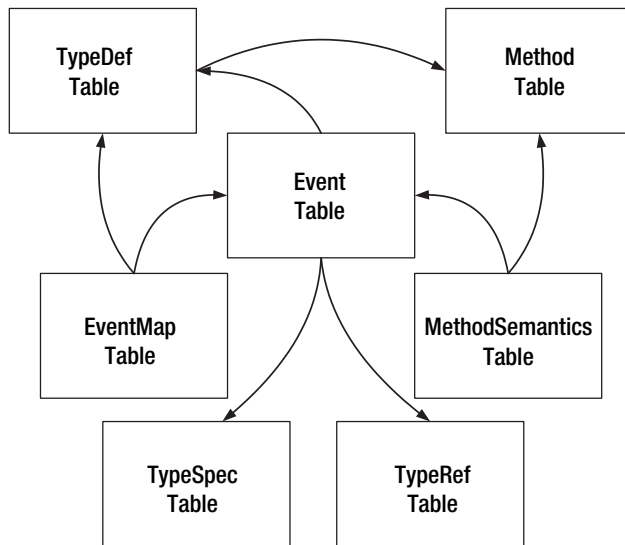 TypeDef
Table
Method
Table
Event
Table
EventMap
Table
MethodSemantics
Table
TypeSpec
Table
TypeRef
Table